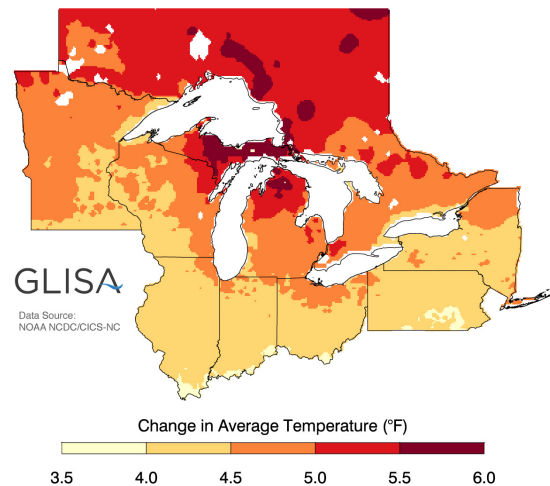 GLISA
Data Source:
NOAA NCDC/CICS-NC
Change in Average Temperature (°F)
3.5 4.0 4.5 5.0 5.5 6.0